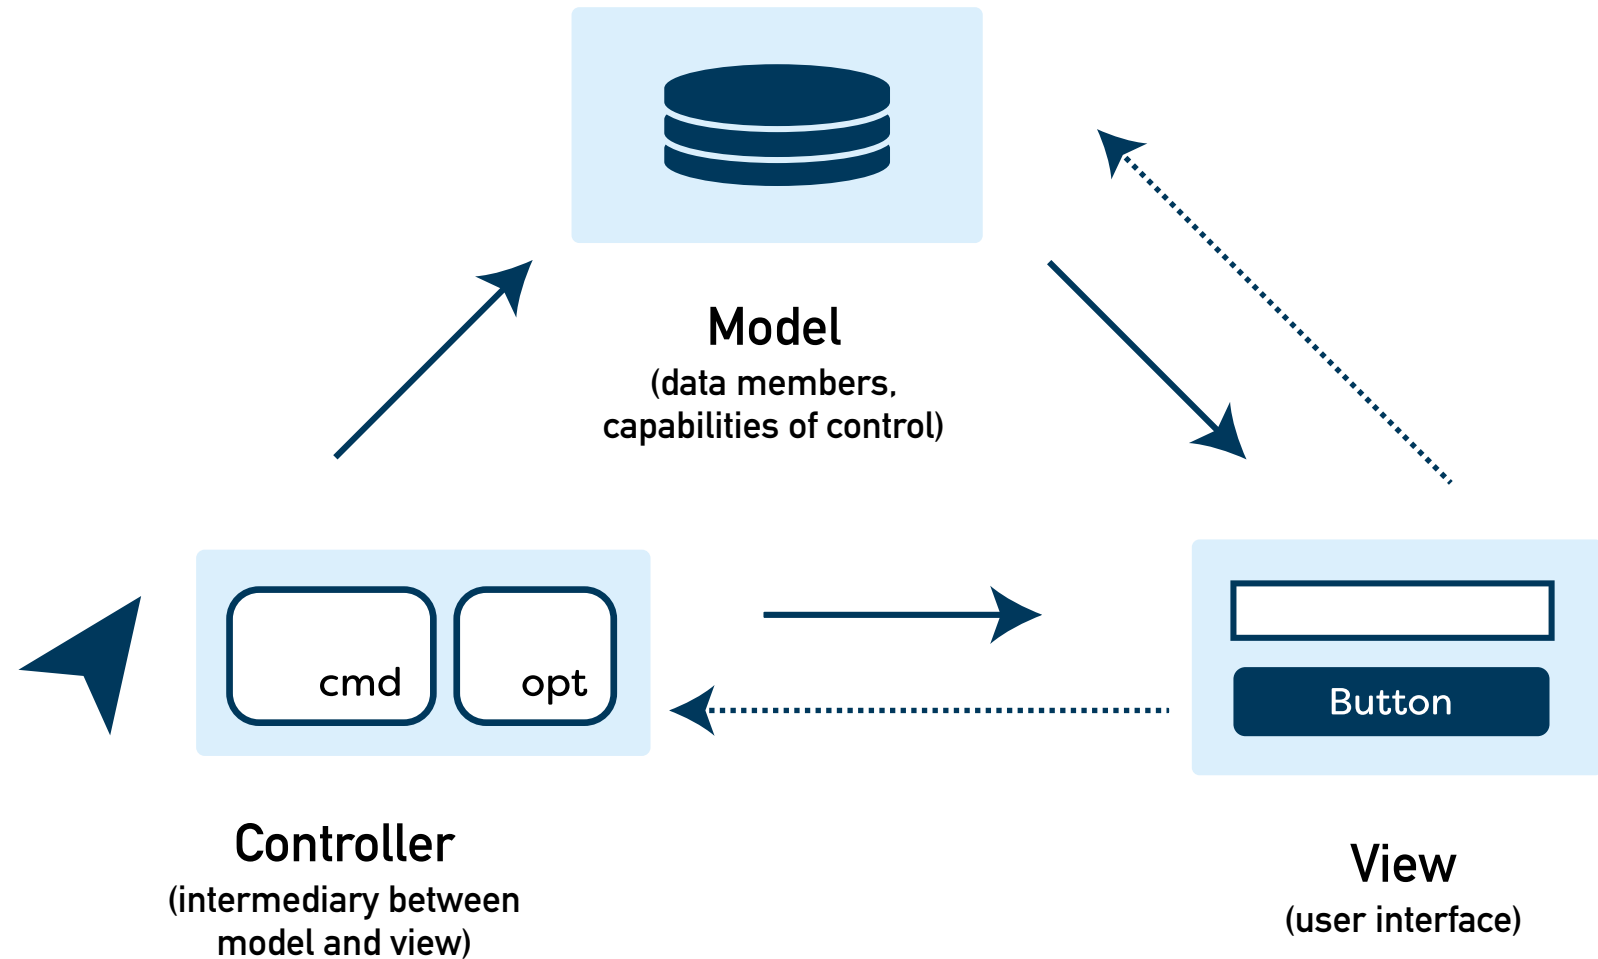 Model
(data members,
capabilities of control)
cmd
opt
Button
Controller
(intermediary between
model and view)
View
(user interface)